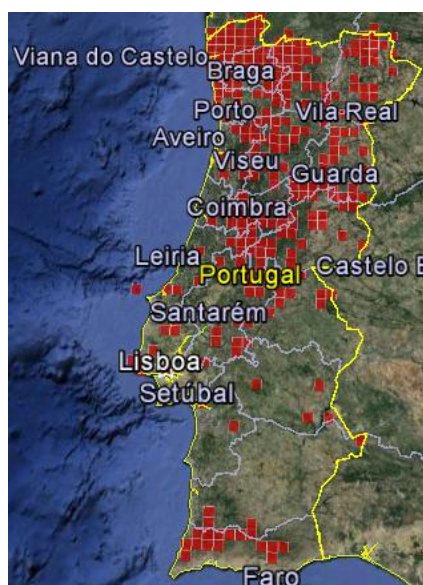 Viana do Castelo
Braga
Porto
Vila Real
Aveiro
Viseu
Guarda
Coimbra
Leiria
Portugal
Castelo B
Santarém
Lisboa
Setúbal
Faro